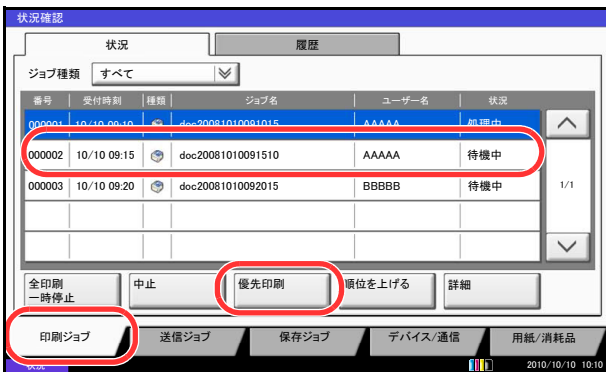 状況確認
状況 履歴
ジョブ種類 すべて
番号 受付時刻 種類 ジョブ名 ユーザー名 状況
000001 10/10 09:10 doc20081010091015 AAAAA 処理中
000002 10/10 09:15 doc20081010091510 AAAAA 待機中
000003 10/10 09:20 doc20081010092015 BBBBB 待機中
1/1
全印刷
一時停止
中止 優先印刷 順位を上げる 詳細
印刷ジョブ 送信ジョブ 保存ジョブ デバイス/通信 用紙/消耗品
状況 2010/10/10 10:10